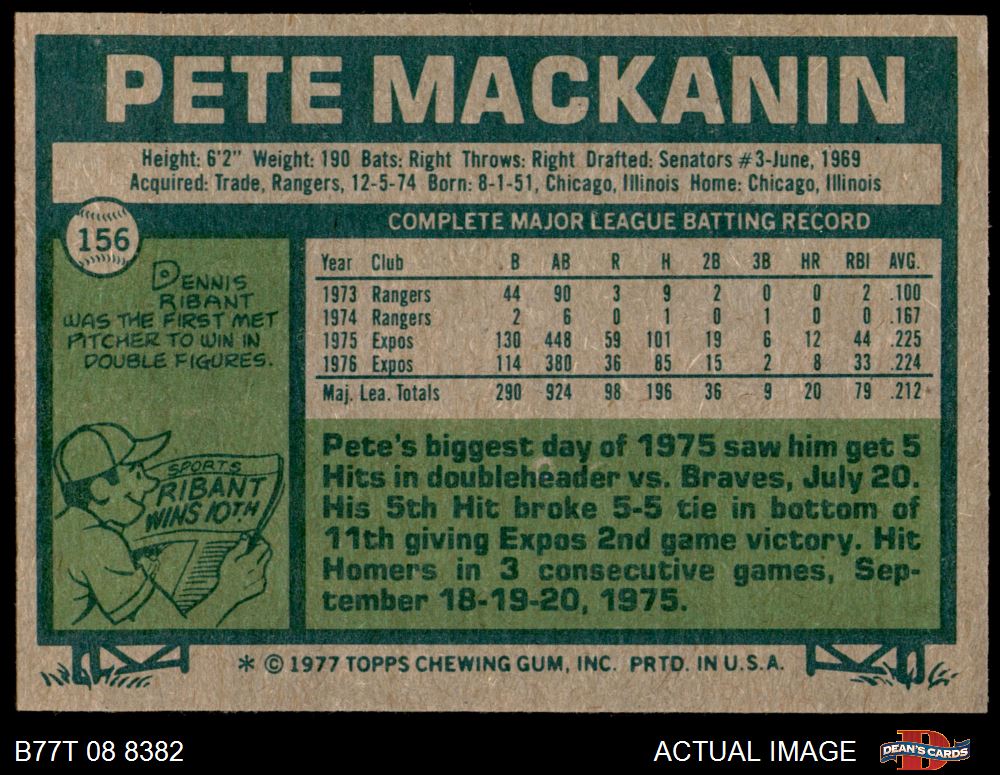 PETE MACKANIN
Height: 6'2" Weight: 190 Bats: Right Throws: Right Drafted: Senators #3-June, 1969
Acquired: Trade, Rangers, 12-5-74 Born: 8-1-51, Chicago, Illinois Home: Chicago, Illinois
156
DENNIS
RIBANT
WAS THE FIRST MET
PITCHER TO WIN IN
DOUBLE FIGURES.
SPORTS
RIBANT
WINS 10TH
COMPLETE MAJOR LEAGUE BATTING RECORD
Year Club B AB R H 2B 3B HR RBI AVG.
1973 Rangers 44 90 3 9 2 0 0 2 .100
1974 Rangers 2 6 0 1 0 1 0 0 .167
1975 Expos 130 448 59 101 19 6 12 44 .225
1976 Expos 114 380 36 85 15 2 8 33 .224
Maj. Lea. Totals 290 924 98 196 36 9 20 79 .212
Pete's biggest day of 1975 saw him get 5
Hits in doubleheader vs. Braves, July 20.
His 5th Hit broke 5-5 tie in bottom of
11th giving Expos 2nd game victory. Hit
Homers in 3 consecutive games, Sep-
tember 18-19-20, 1975.
* © 1977 TOPPS CHEWING GUM, INC. PRTD. IN U.S.A.
B77T 08 8382
ACTUAL IMAGE
D
DEAN'S CARDS